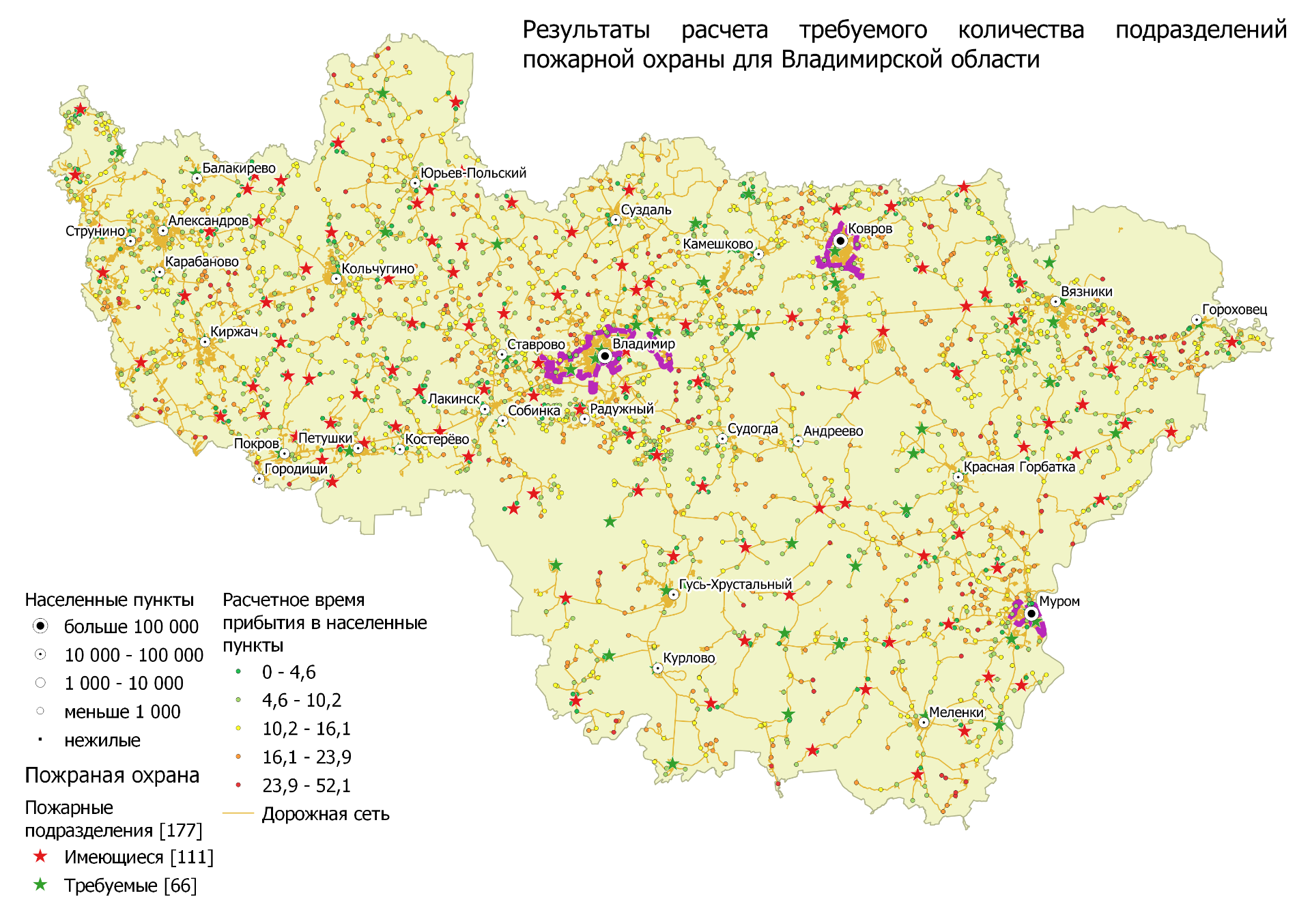 Результаты расчета требуемого количества подразделений
пожарной охраны для Владимирской области
Балакирево
Юрьев-Польский
Суздаль
Александров
Струнино
Ковров
Камешково
Карабаново
Кольчугино
Вязники
Гороховец
Киржач
Ставрово
Владимир
Лакинск
Собинка
Радужный
Судогда
Андреево
Покров
Петушки
Костерёво
Городищи
Красная Горбатка
Гусь-Хрустальный
Муром
Курлово
Меленки
Населенные пункты
больше 100 000
10 000 - 100 000
1 000 - 10 000
меньше 1 000
нежилые
Пожраная охрана
Пожарные
подразделения [177]
Имеющиеся [111]
Требуемые [66]
Расчетное время
прибытия в населенные
пункты
0 - 4,6
4,6 - 10,2
10,2 - 16,1
16,1 - 23,9
23,9 - 52,1
Дорожная сеть